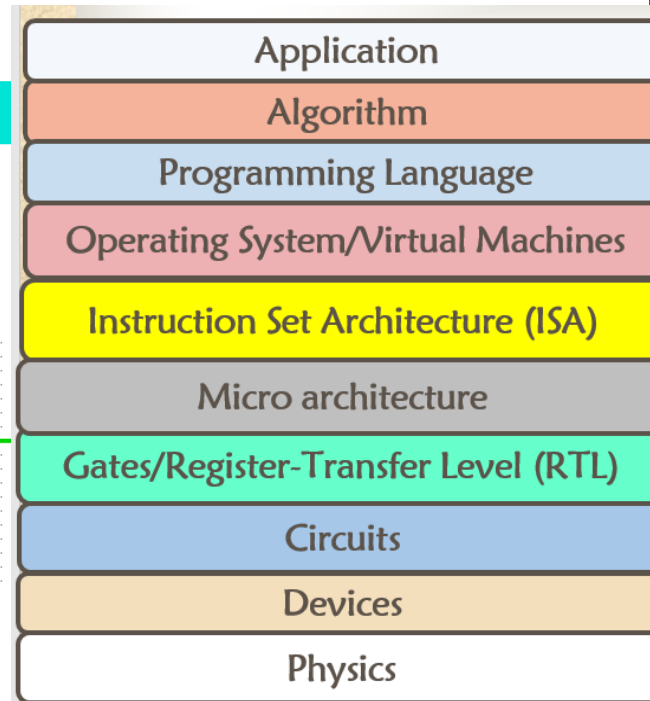 Application
Algorithm
Programming Language
Operating System/Virtual Machines
Instruction Set Architecture (ISA)
Micro architecture
Gates/Register-Transfer Level (RTL)
Circuits
Devices
Physics